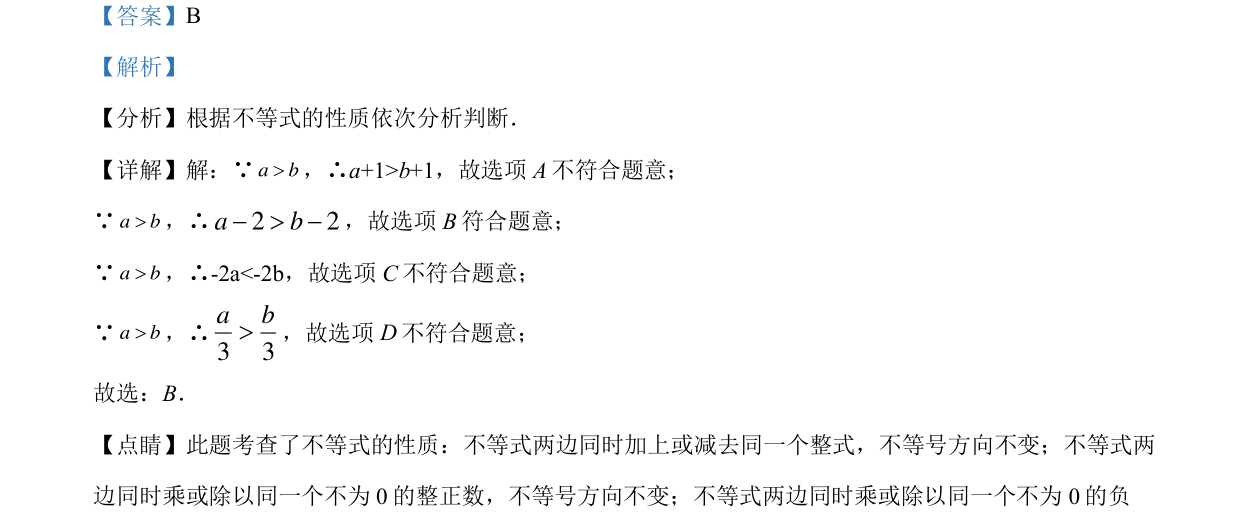 【答案】B
【解析】
【分析】根据不等式的性质依次分析判断．
【详解】解：∵a>b，∴a+1>b+1，故选项 A 不符合题意；
∵a>b，∴a-2>b-2，故选项 B 符合题意；
∵a>b，∴-2a<-2b，故选项 C 不符合题意；
∵a>b，∴a/3>b/3，故选项 D 不符合题意；
故选：B．
【点睛】此题考查了不等式的性质：不等式两边同时加上或减去同一个整式，不等号方向不变；不等式两
边同时乘或除以同一个不为 0 的整正数，不等号方向不变；不等式两边同时乘或除以同一个不为 0 的负